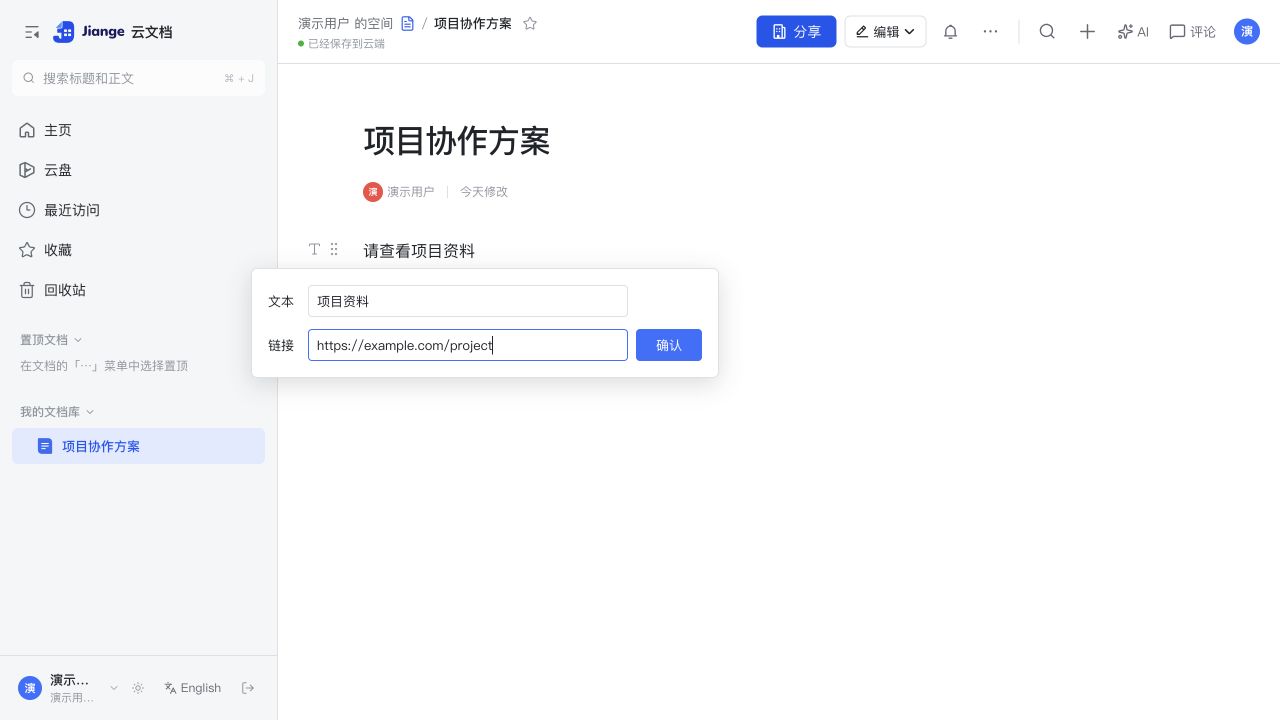 Jiange 云文档
搜索标题和正文 ⌘ + J
主页
云盘
最近访问
收藏
回收站
置顶文档
在文档的「…」菜单中选择置顶
我的文档库
项目协作方案
演 演示...
演示用...
English
演示用户 的空间 / 项目协作方案
已经保存到云端
分享
编辑
AI
评论
演
项目协作方案
演 演示用户 今天修改
请查看项目资料
文本 项目资料
链接 https://example.com/project 确认